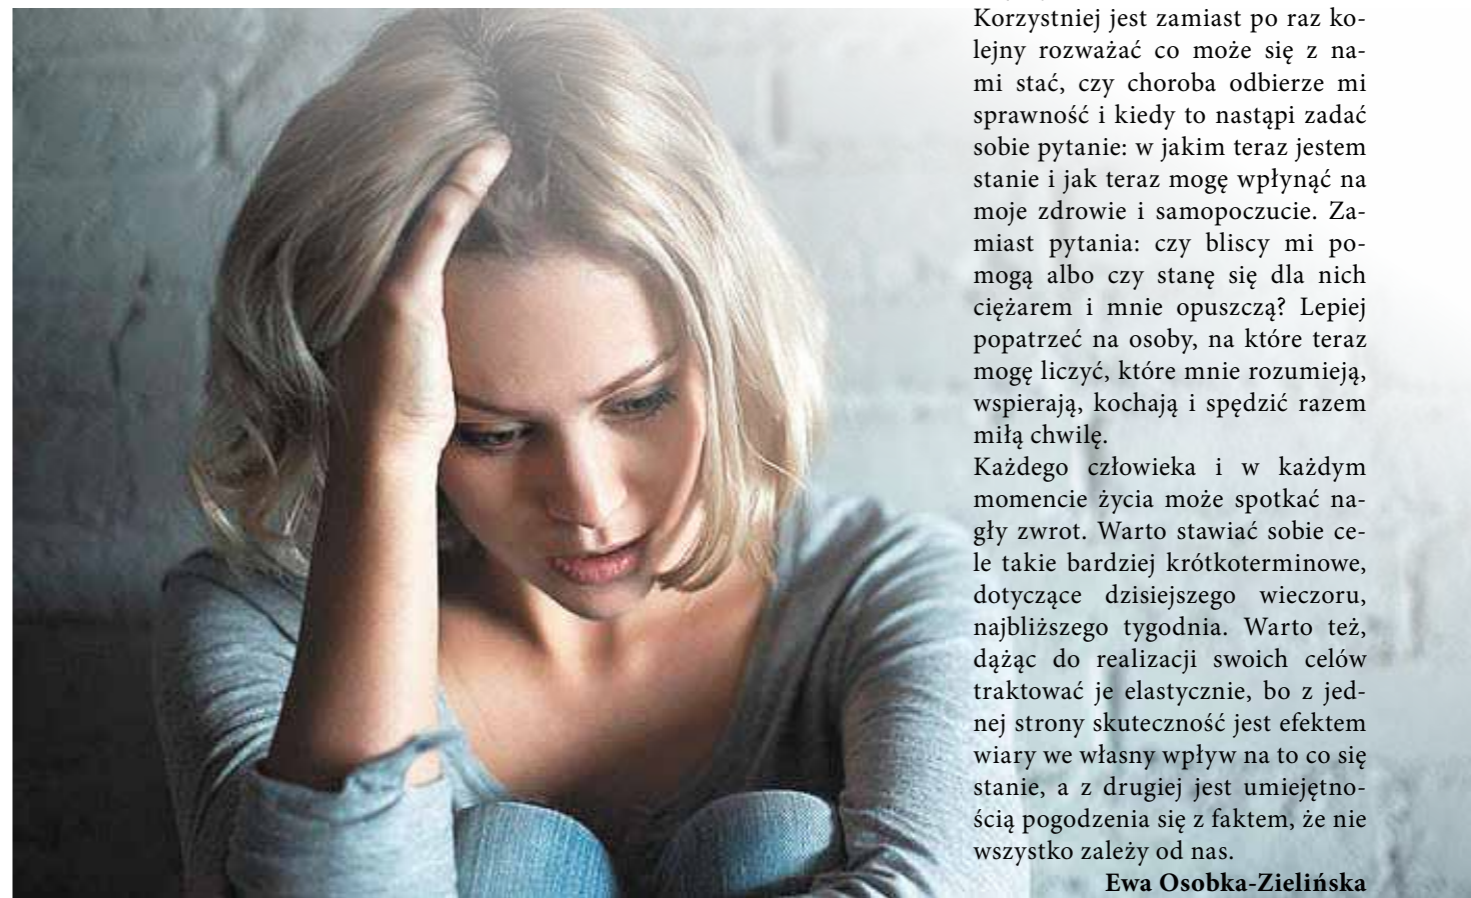 Korzystniej jest zamiast po raz ko-
lejny rozważać co może się z na-
mi stać, czy choroba odbierze mi
sprawność i kiedy to nastąpi zadać
sobie pytanie: w jakim teraz jestem
stanie i jak teraz mogę wpłynąć na
moje zdrowie i samopoczucie. Za-
miast pytania: czy bliscy mi po-
mogą albo czy stanę się dla nich
ciężarem i mnie opuszczą? Lepiej
popatrzeć na osoby, na które teraz
mogę liczyć, które mnie rozumieją,
wspierają, kochają i spędzić razem
miłą chwilę.
Każdego człowieka i w każdym
momencie życia może spotkać na-
gły zwrot. Warto stawiać sobie ce-
le takie bardziej krótkoterminowe,
dotyczące dzisiejszego wieczoru,
najbliższego tygodnia. Warto też,
dążąc do realizacji swoich celów
traktować je elastycznie, bo z jed-
nej strony skuteczność jest efektem
wiary we własny wpływ na to co się
stanie, a z drugiej jest umiejętno-
ścią pogodzenia się z faktem, że nie
wszystko zależy od nas.
Ewa Osobka-Zielińska